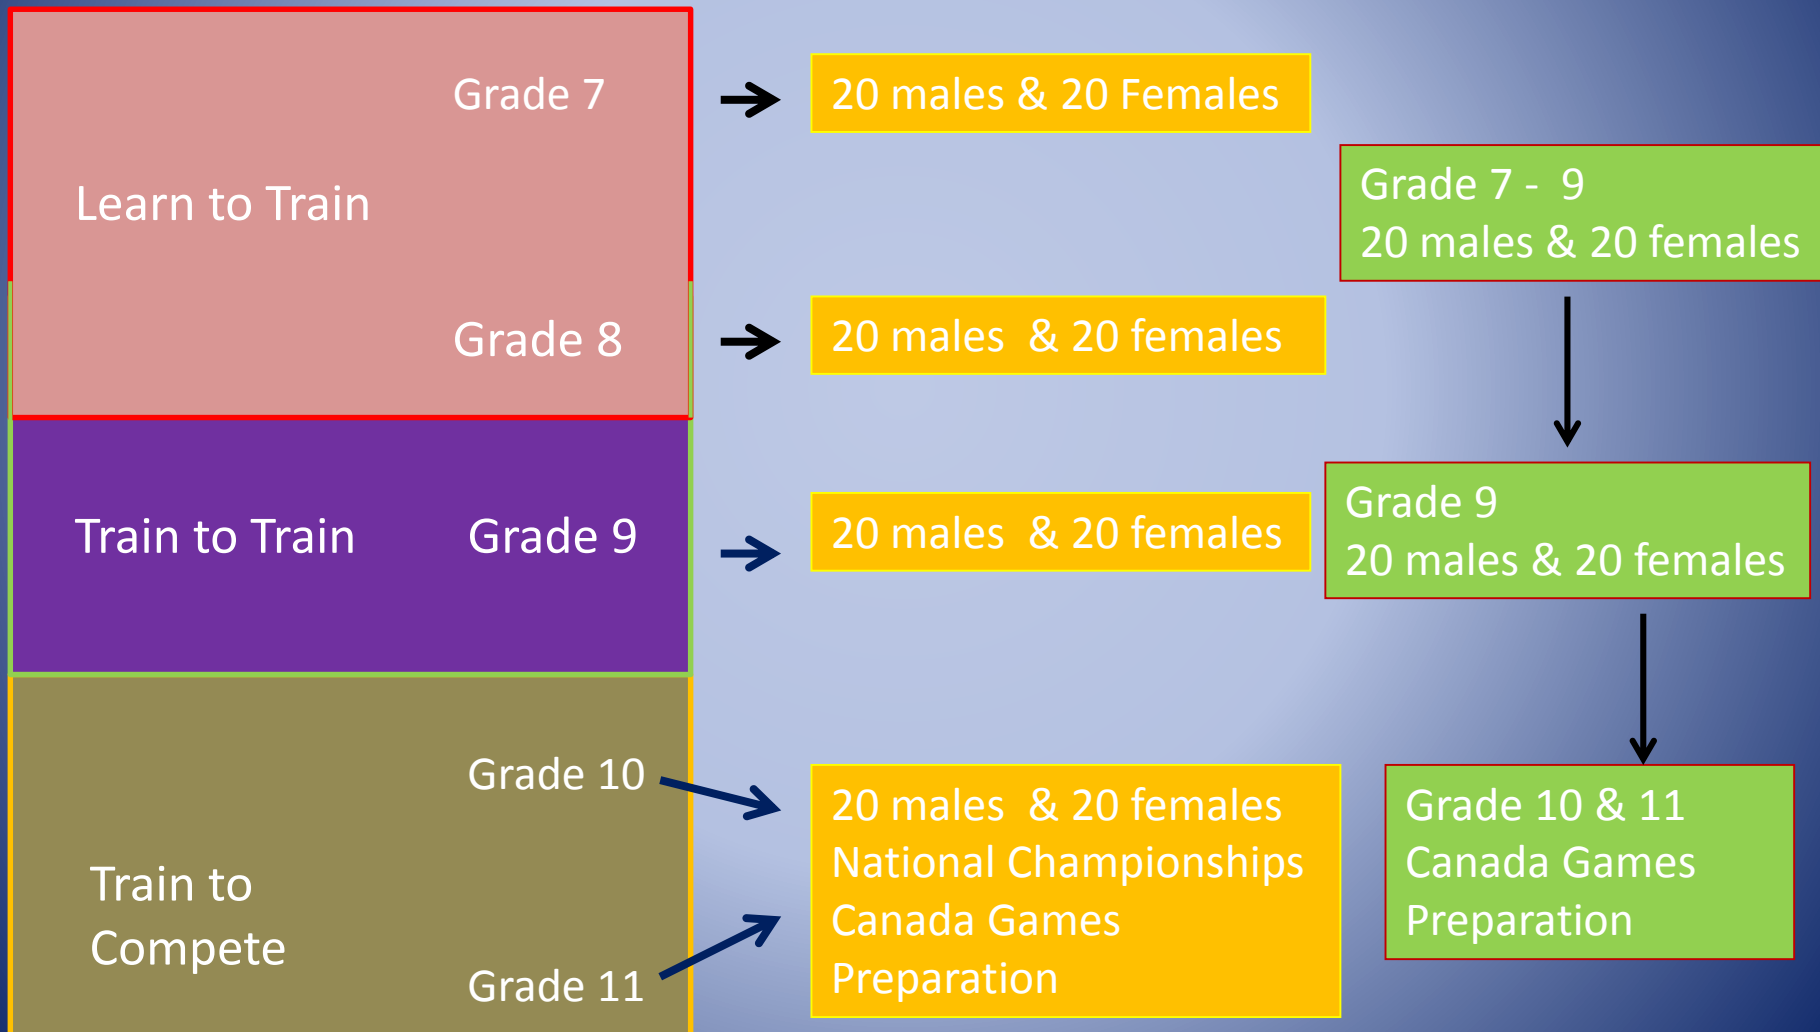 Grade 7
20 males & 20 Females
Learn to Train
Grade 7 -  9
20 males & 20 females
Grade 8
20 males  & 20 females
Train to Train
Grade 9
20 males  & 20 females
Grade 9
20 males & 20 females
Train to
Compete
Grade 10
Grade 11
20 males  & 20 females
National Championships
Canada Games
Preparation
Grade 10 & 11
Canada Games
Preparation